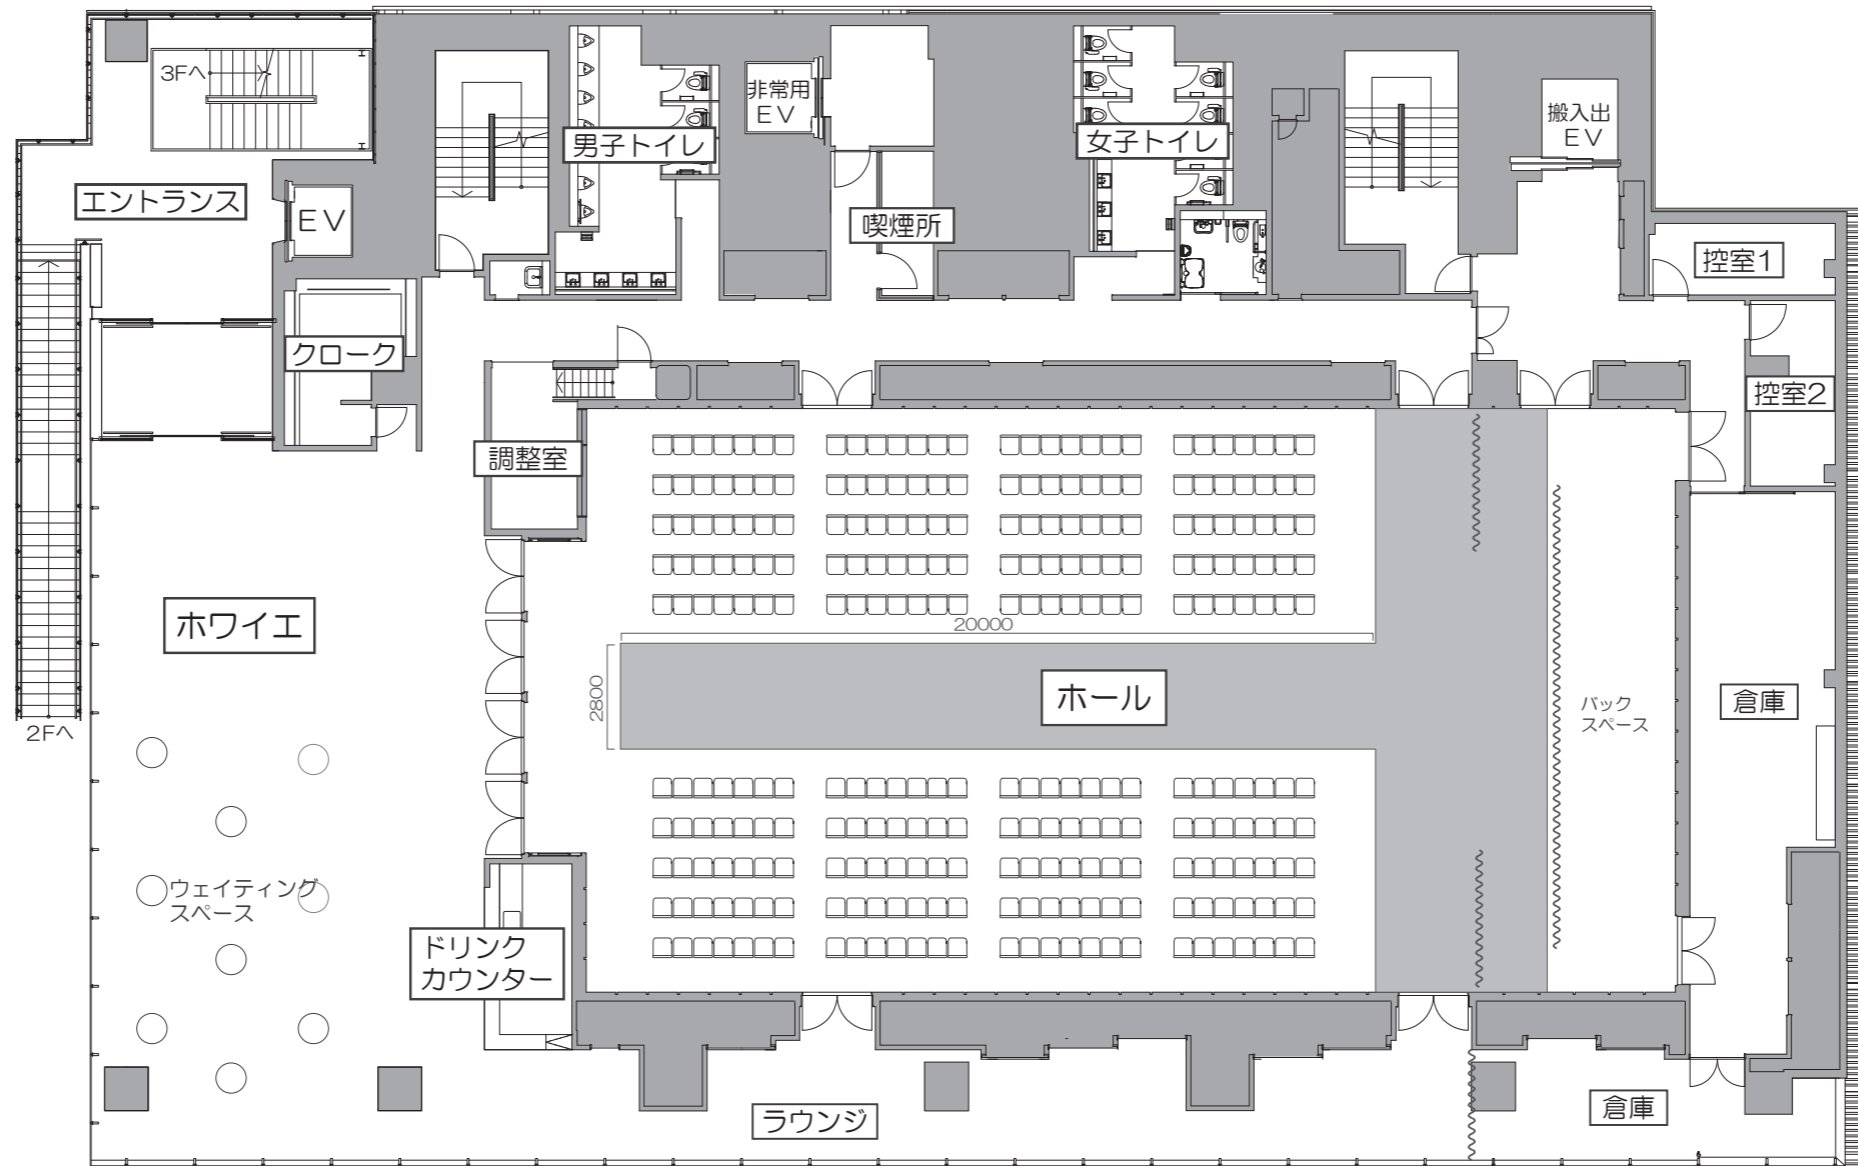 3Fへ
非常用
EV
搬入出
EV
男子トイレ
女子トイレ
エントランス
EV
喫煙所
控室1
クローク
控室2
調整室
20000
ホワイエ
2800
ホール
バック
スペース
倉庫
2Fへ
ウェイティング
スペース
ドリンク
カウンター
ラウンジ
倉庫